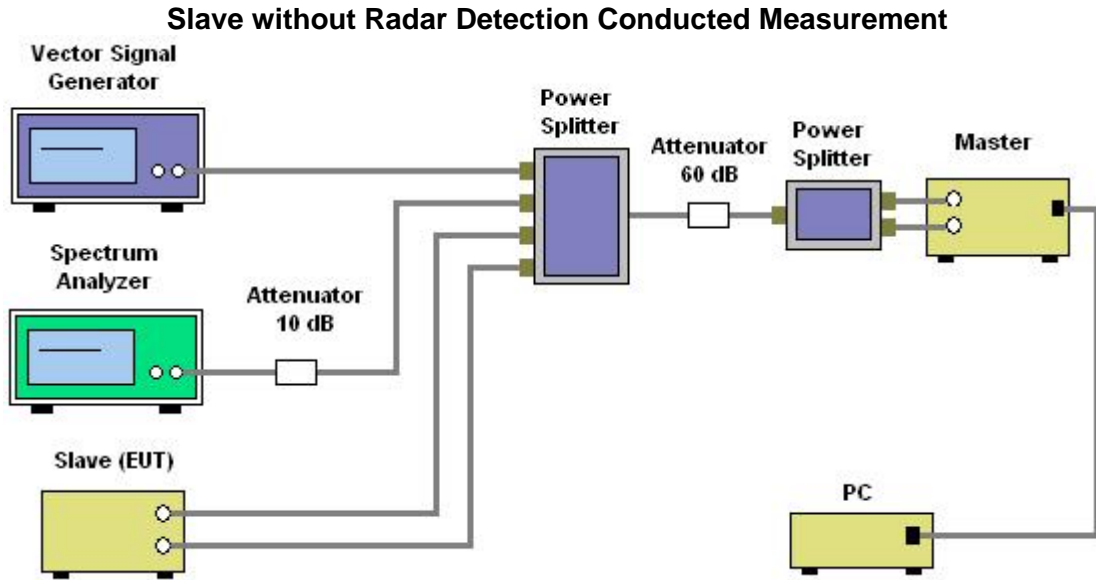 Slave without Radar Detection Conducted Measurement
Vector Signal
Generator
Power
Splitter
Attenuator
60 dB
Power
Splitter
Master
Spectrum
Analyzer
Attenuator
10 dB
Slave (EUT)
PC